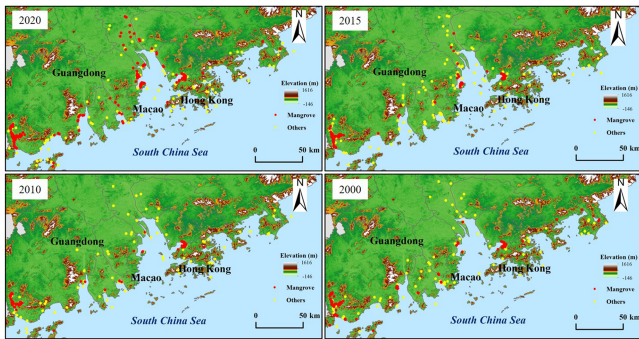 2020
N
Guangdong
Elevation (m)
1616
-146
Hong Kong
Macao
Mangrove
Others
South China Sea
0
50 km
2015
N
Guangdong
Elevation (m)
1616
-146
Hong Kong
Macao
Mangrove
Others
South China Sea
0
50 km
2010
N
Guangdong
Elevation (m)
1616
-146
Hong Kong
Macao
Mangrove
Others
South China Sea
0
50 km
2000
N
Guangdong
Elevation (m)
1616
-146
Hong Kong
Macao
Mangrove
Others
South China Sea
0
50 km